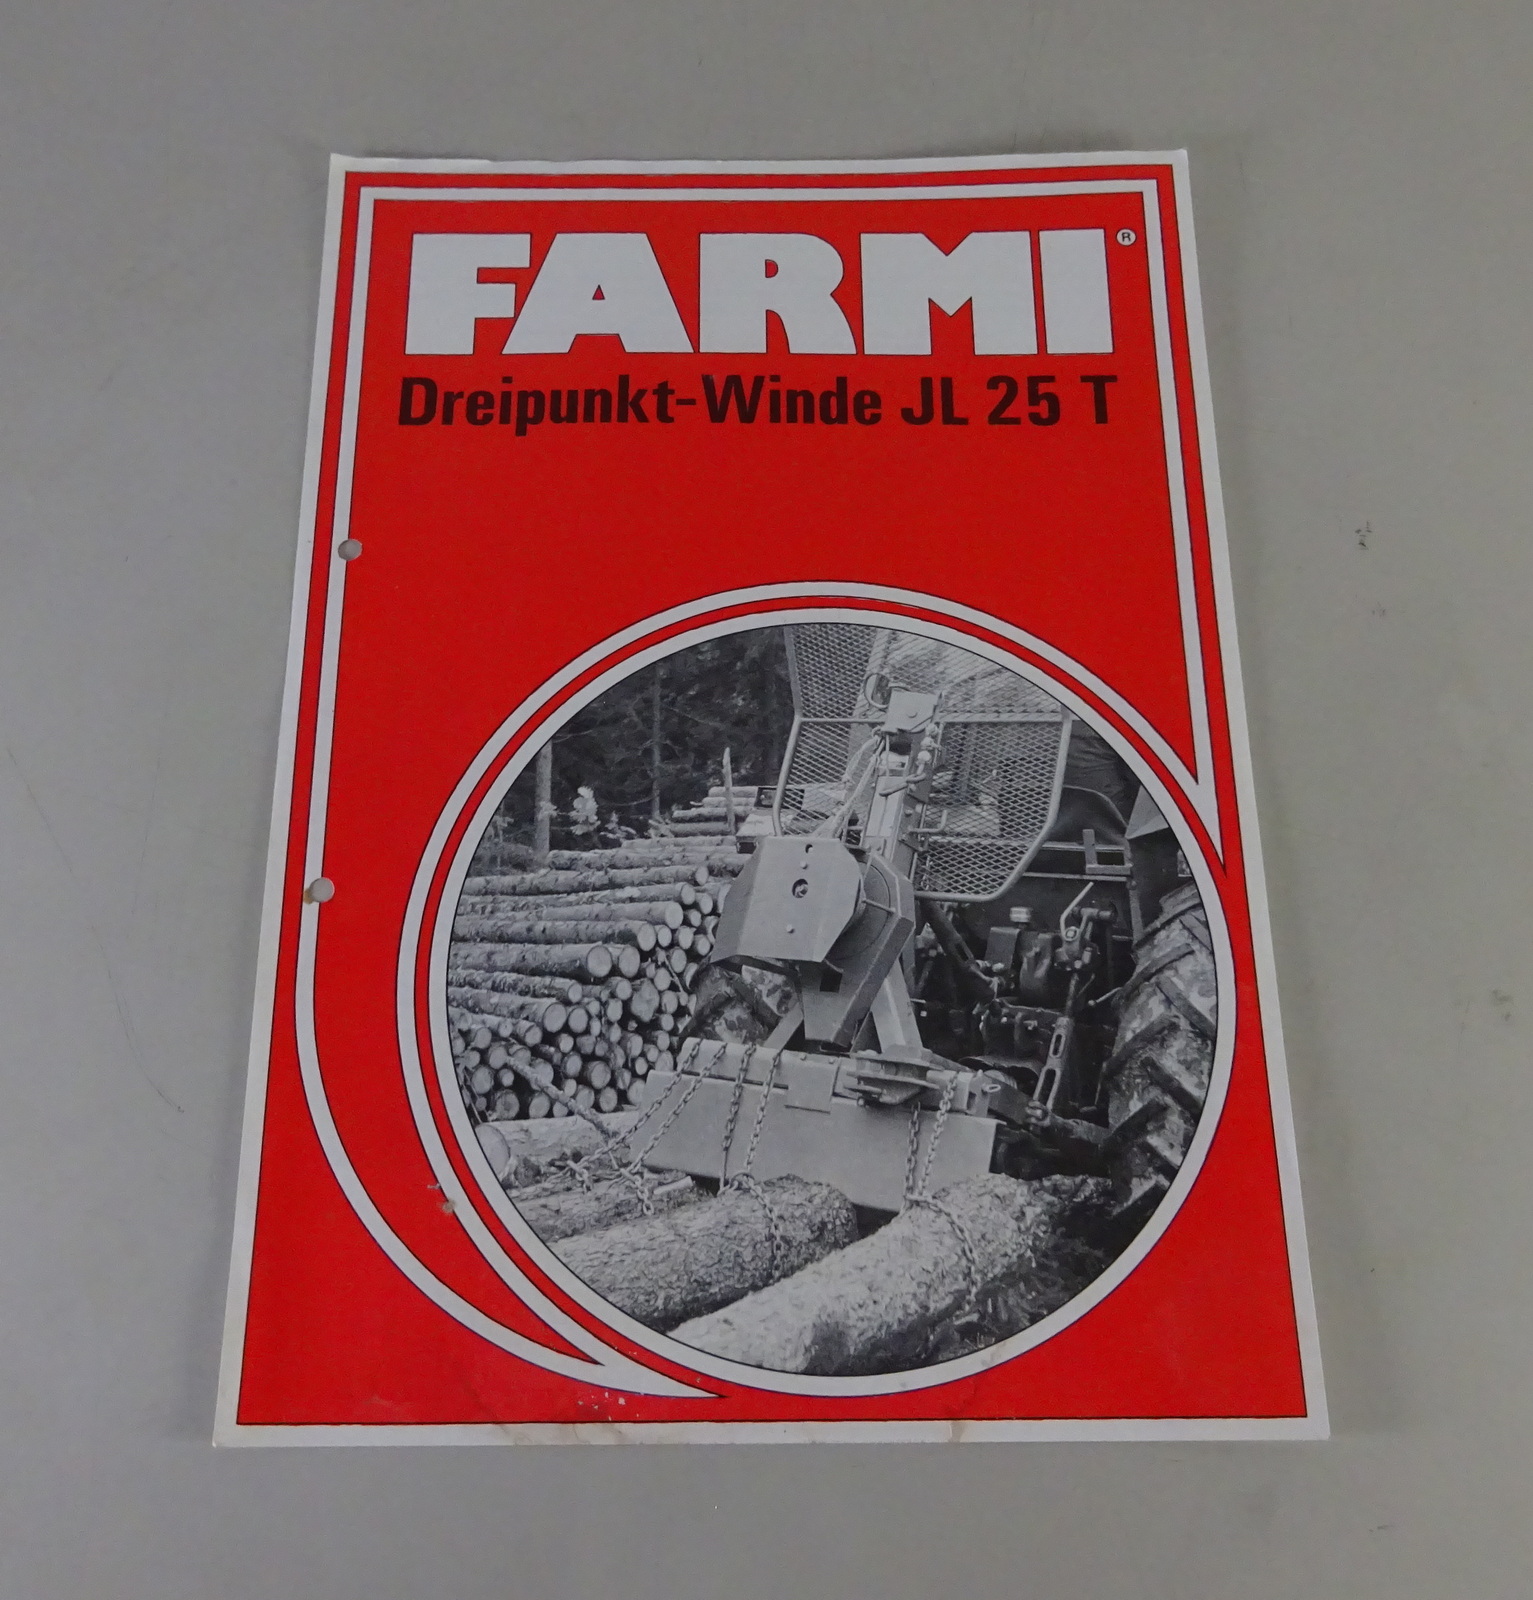 FARMI®
Dreipunkt-Winde JL 25 T